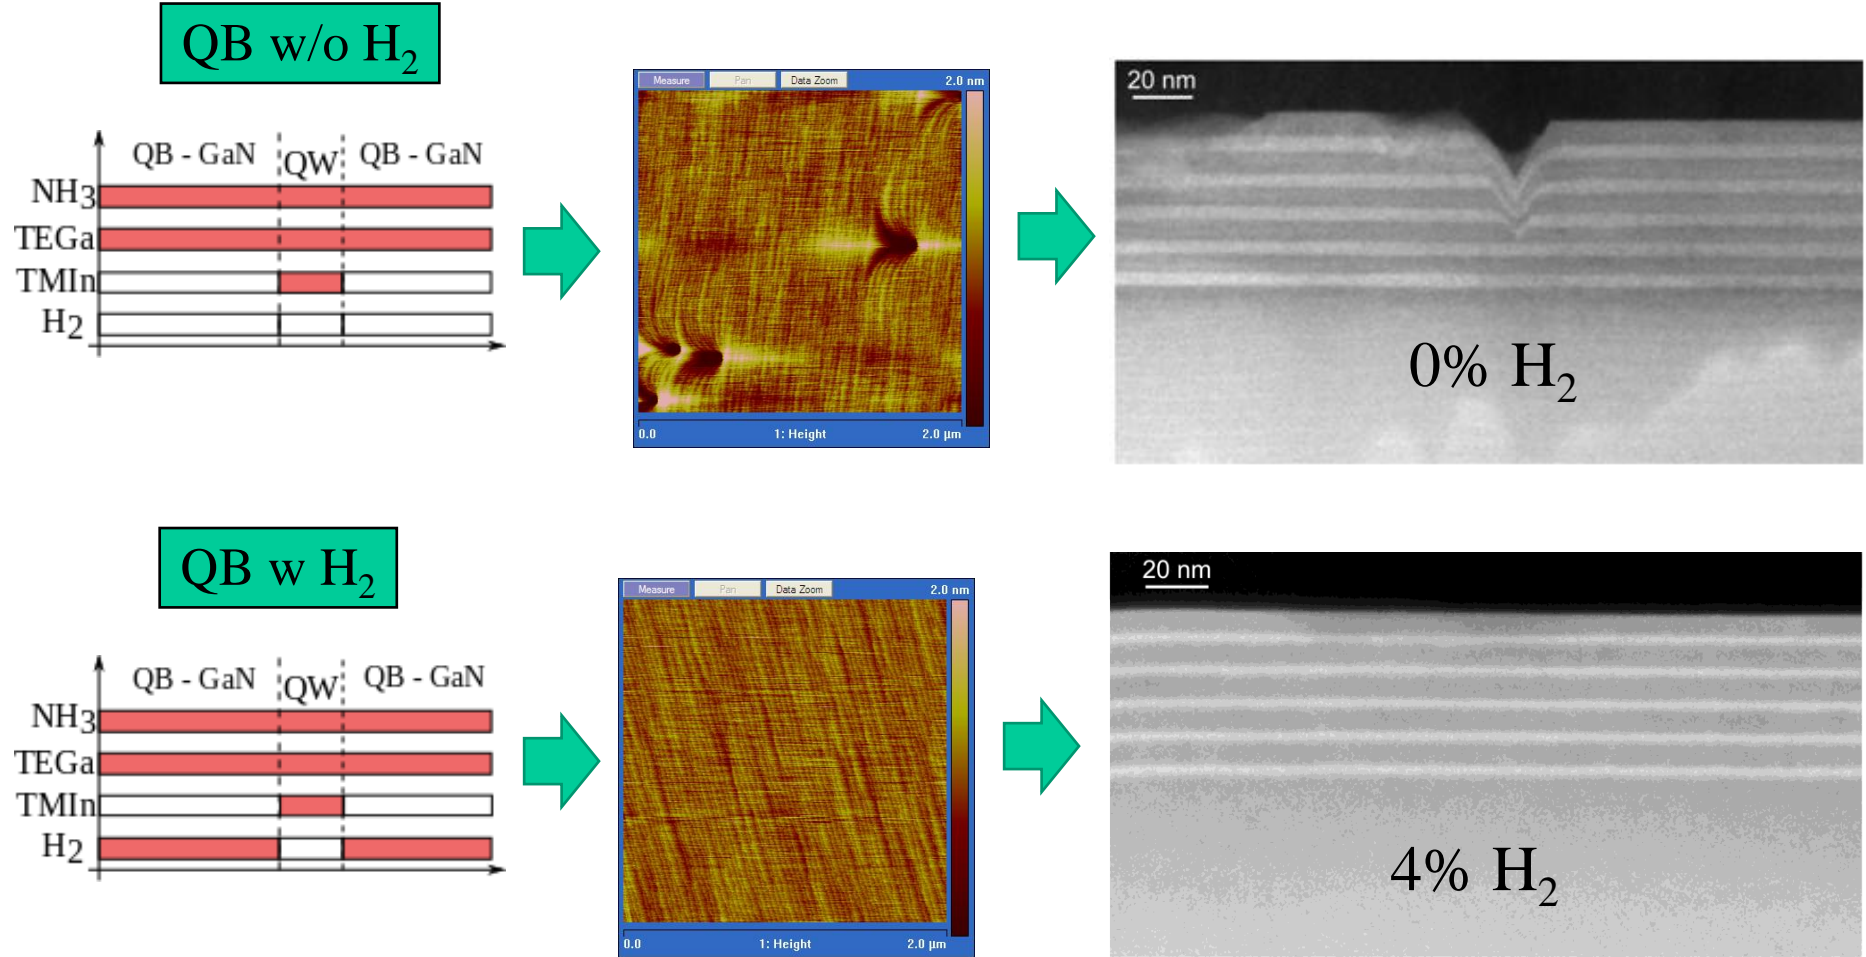 QB w/o H2
QB - GaN QW QB - GaN
NH3
TEGa
TMIn
H2
Measure Pan Data Zoom 2.0 nm
0.0 1: Height 2.0 µm
20 nm
0% H2
QB w H2
QB - GaN QW QB - GaN
NH3
TEGa
TMIn
H2
Measure Pan Data Zoom 2.0 nm
0.0 1: Height 2.0 µm
20 nm
4% H2